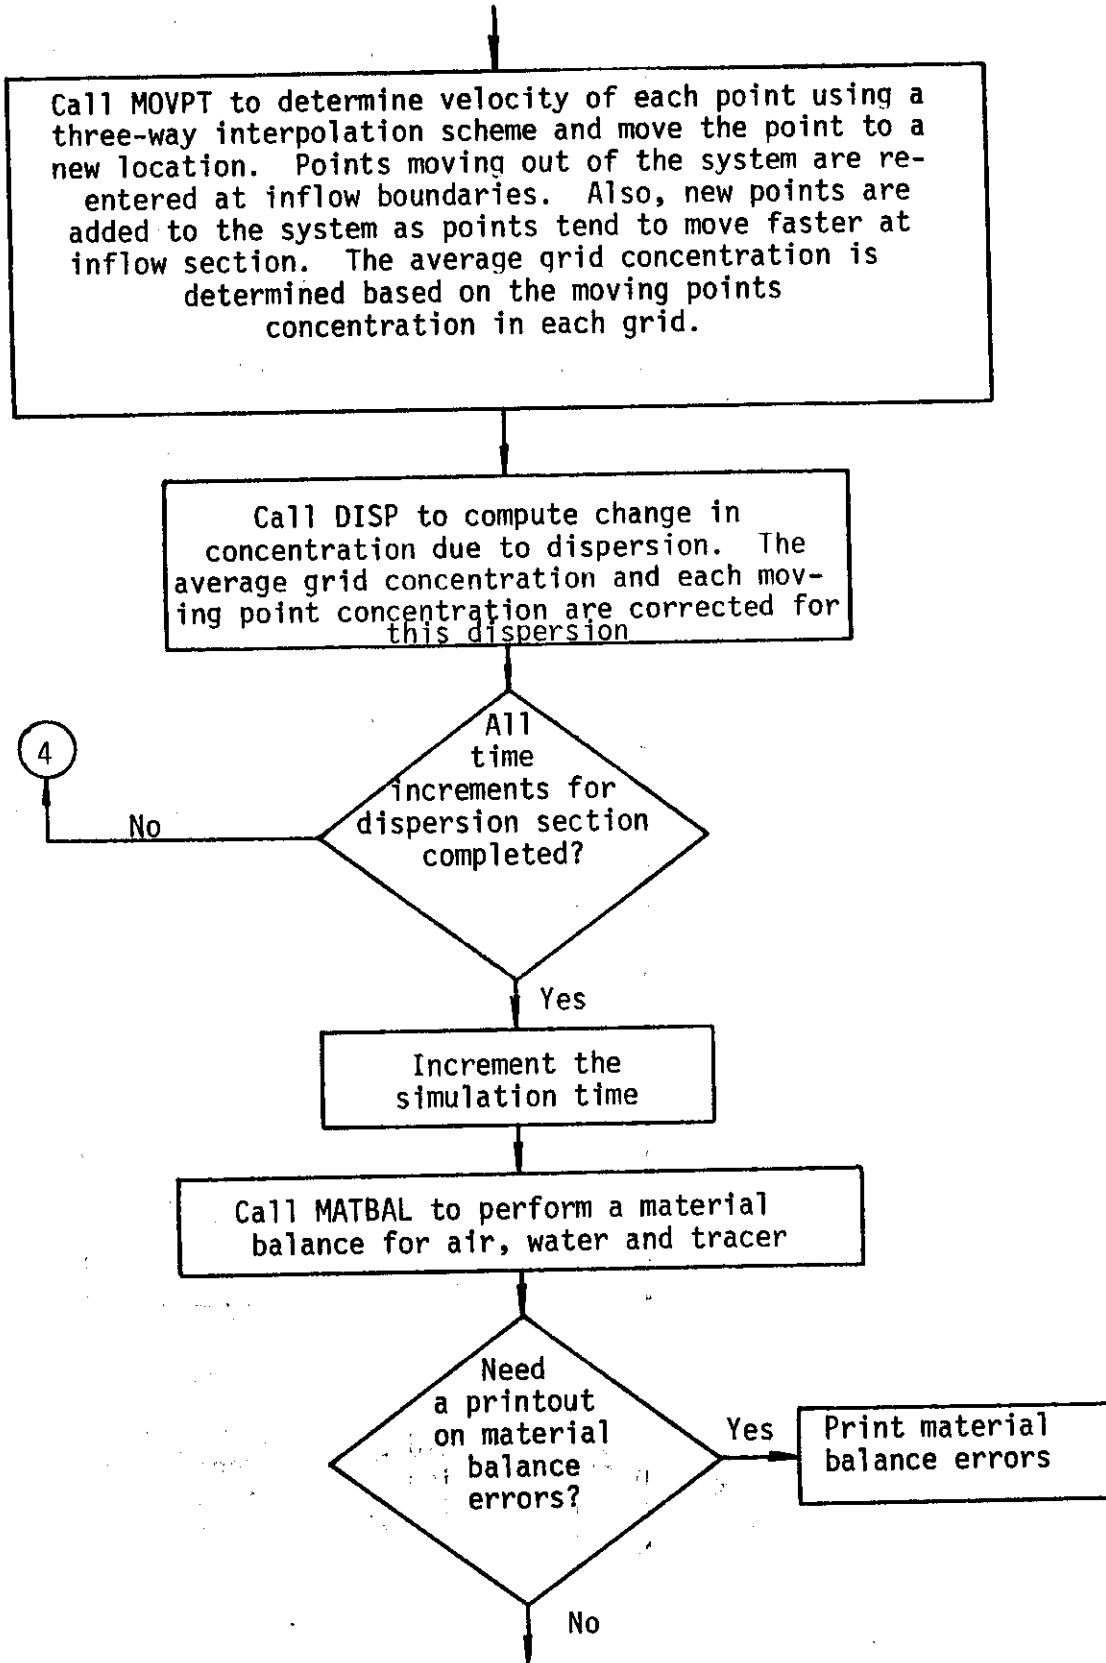 Call MOVPT to determine velocity of each point using a
three-way interpolation scheme and move the point to a
new location. Points moving out of the system are re-
entered at inflow boundaries. Also, new points are
added to the system as points tend to move faster at
inflow section. The average grid concentration is
determined based on the moving points
concentration in each grid.
Call DISP to compute change in
concentration due to dispersion. The
average grid concentration and each mov-
ing point concentration are corrected for
this dispersion
All
time
increments for
dispersion section
completed?
4
No
Yes
Increment the
simulation time
Call MATBAL to perform a material
balance for air, water and tracer
Need
a printout
on material
balance
errors?
Yes
Print material
balance errors
No